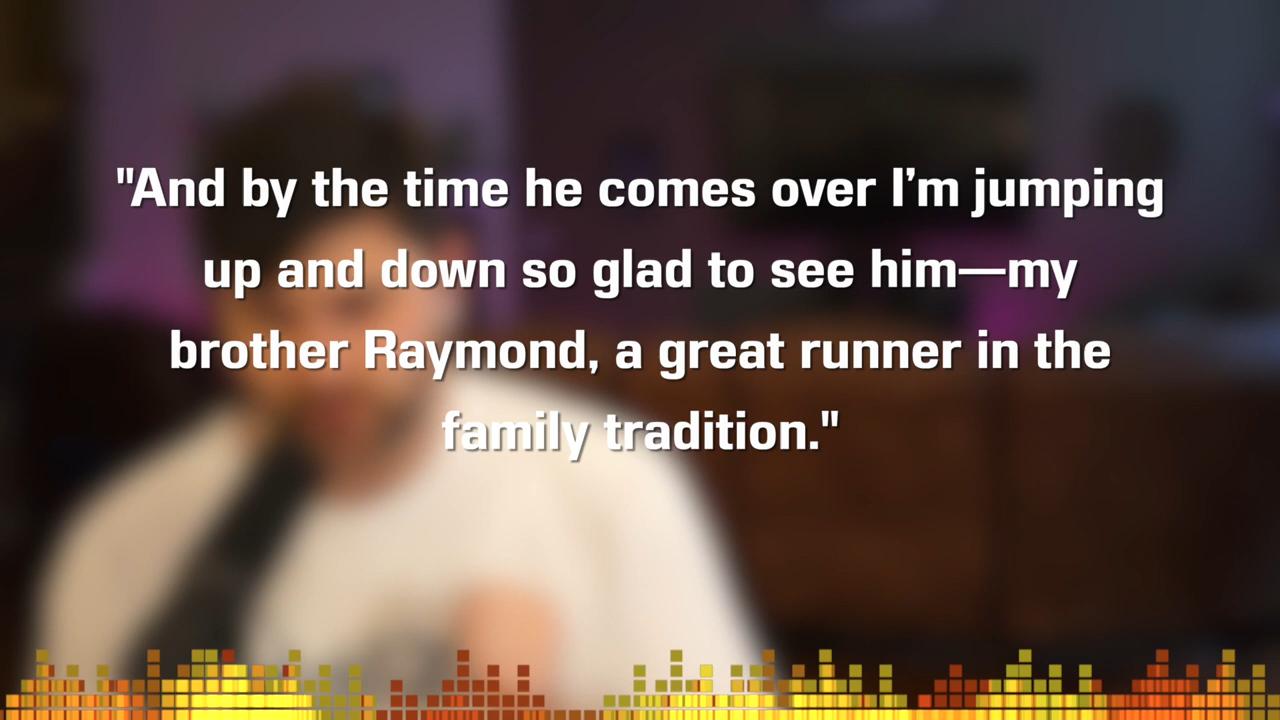 "And by the time he comes over I’m jumping
up and down so glad to see him—my
brother Raymond, a great runner in the
family tradition."